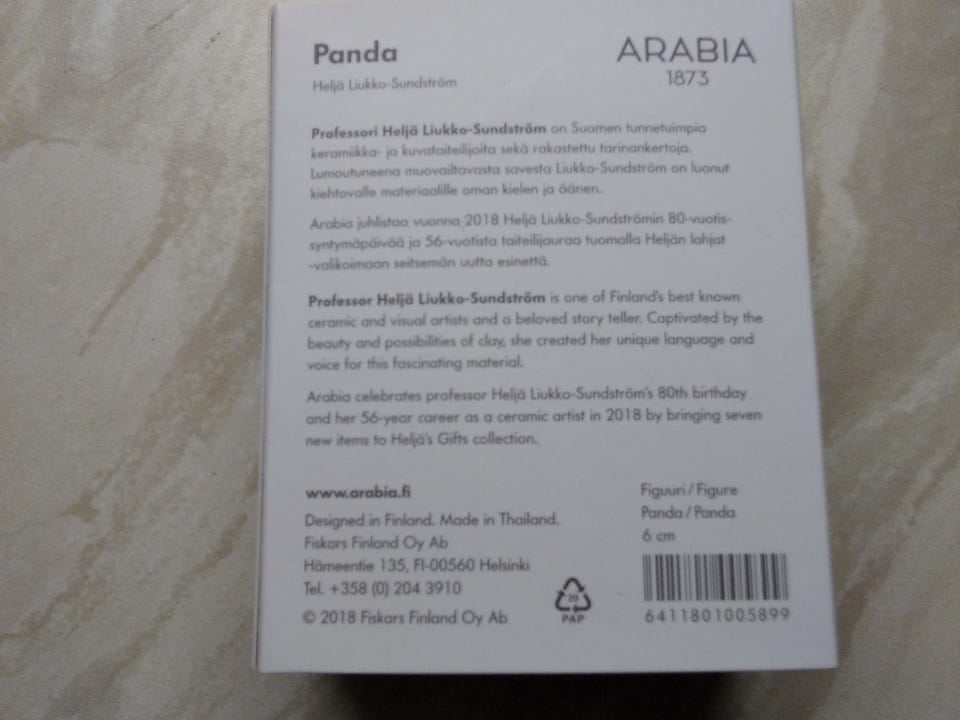 Panda
Heljä Liukko-Sundström
ARABIA
1873
Professori Heljä Liukko-Sundström on Suomen tunnetuimpia
keramiikka- ja kuvataiteilijoita sekä rakastettu tarinankertoja.
Lumoutuneena muovailtavasta savesta Liukko-Sundström on luonut
kiehtovalle materiaalille oman kielen ja äänen.
Arabia juhlistaa vuonna 2018 Heljä Liukko-Sundströmin 80-vuotis-
syntymäpäivää ja 56-vuotista taiteilijauraa tuomalla Heljän lahjat
-valikoimaan seitsemän uutta esinettä.
Professor Heljä Liukko-Sundström is one of Finland's best known
ceramic and visual artists and a beloved story teller. Captivated by the
beauty and possibilities of clay, she created her unique language and
voice for this fascinating material.
Arabia celebrates professor Heljä Liukko-Sundström's 80th birthday
and her 56-year career as a ceramic artist in 2018 by bringing seven
new items to Heljä's Gifts collection.
www.arabia.fi
Designed in Finland. Made in Thailand.
Fiskars Finland Oy Ab
Hämeentie 135, FI-00560 Helsinki
Tel. +358 (0) 204 3910
© 2018 Fiskars Finland Oy Ab
20
PAP
Figuuri / Figure
Panda / Panda
6 cm
6411801005899